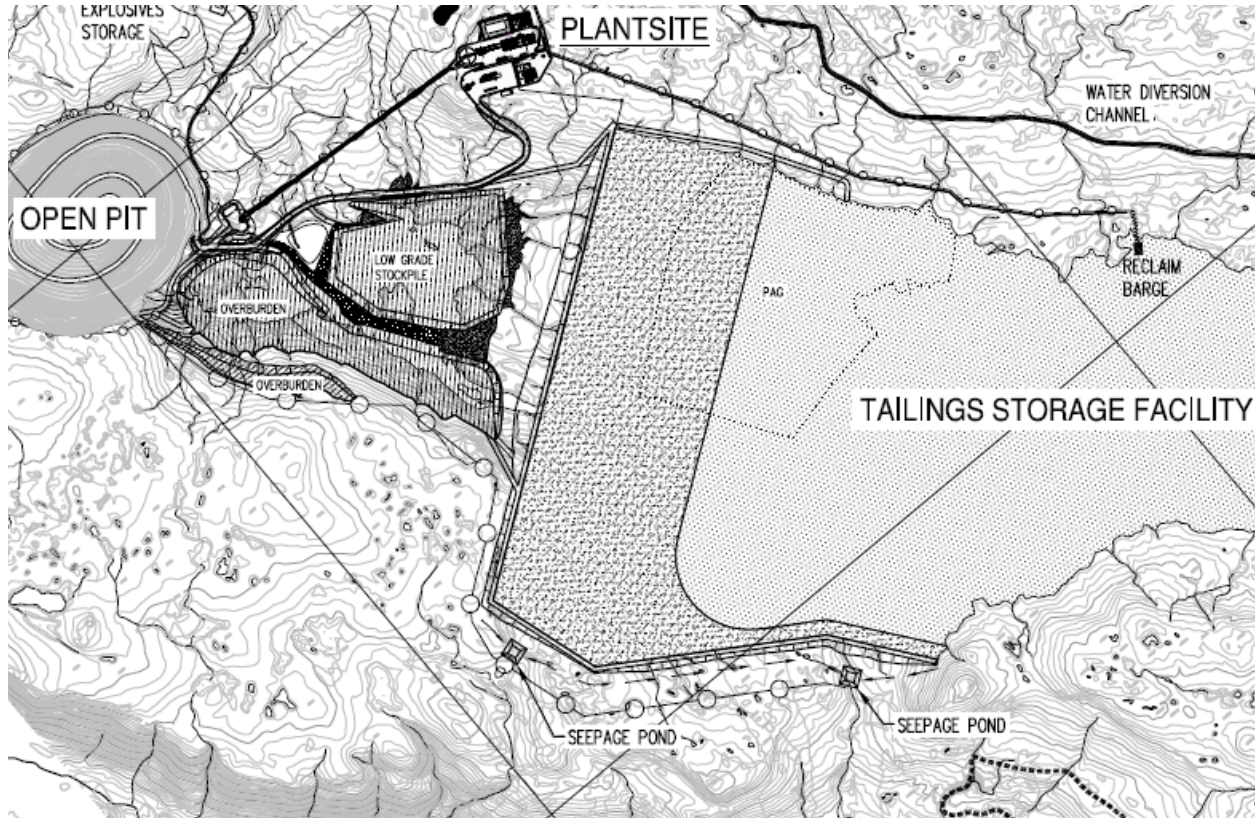 EXPLOSIVES
STORAGE
PLANTSITE
WATER DIVERSION
CHANNEL
OPEN PIT
LOW GRADE
STOCKPILE
RECLAIM
BARGE
PAG
OVERBURDEN
OVERBURDEN
TAILINGS STORAGE FACILITY
SEEPAGE POND
SEEPAGE POND